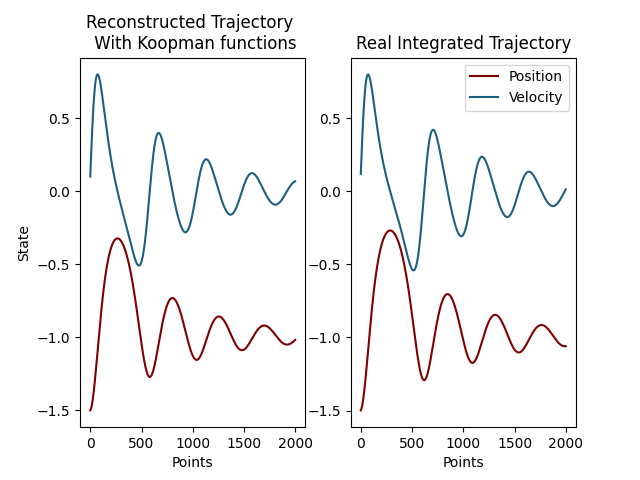 Reconstructed Trajectory
With Koopman functions
Real Integrated Trajectory
State
0.5
0.0
−0.5
−1.0
−1.5
0 500 1000 1500 2000
Points
Position
Velocity
0.5
0.0
−0.5
−1.0
−1.5
0 500 1000 1500 2000
Points